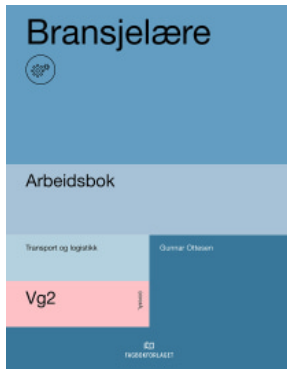 Bransjelære
Arbeidsbok
Transport og logistikk
Gunnar Ottesen
Vg2
FAGBOKFORLAGET